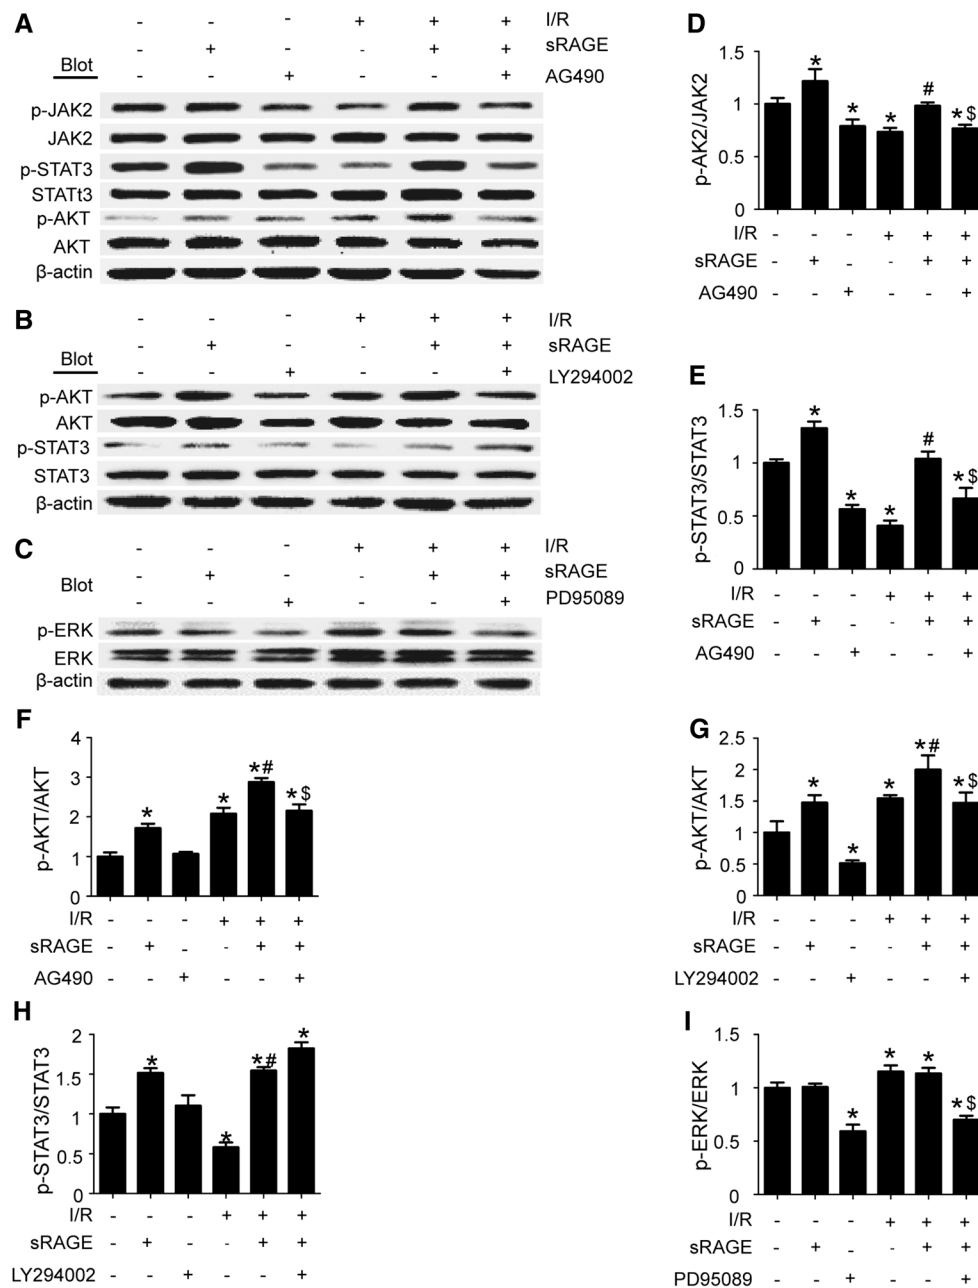 A
- - - + + + I/R
- + - - + + sRAGE
Blot
- - + - - + AG490
p-JAK2
JAK2
p-STAT3
STATt3
p-AKT
AKT
β-actin
B
- - - + + + I/R
- + - - + + sRAGE
Blot
- - + - - + LY294002
p-AKT
AKT
p-STAT3
STAT3
β-actin
C
- - - + + + I/R
- + - - + + sRAGE
Blot
- - + - - + PD95089
p-ERK
ERK
β-actin
D
p-AK2/JAK2
1.5
1
0.5
0
* * * # *$
I/R - - - + + +
sRAGE - + - - + +
AG490 - - + - - +
E
p-STAT3/STAT3
1.5
1
0.5
0
* * * # *$
I/R - - - + + +
sRAGE - + - - + +
AG490 - - + - - +
F
p-AKT/AKT
4
3
2
1
0
* * *# *$
I/R - - - + + +
sRAGE - + - - + +
AG490 - - + - - +
G
p-AKT/AKT
2.5
2
1.5
1
0.5
0
* * * *# *$
I/R - - - + + +
sRAGE - + - - + +
LY294002 - - + - - +
H
p-STAT3/STAT3
2
1.5
1
0.5
0
* * *# *
I/R - - - + + +
sRAGE - + - - + +
LY294002 - - + - - +
I
p-ERK/ERK
1.5
1
0.5
0
* * * *$
I/R - - - + + +
sRAGE - + - - + +
PD95089 - - + - - +